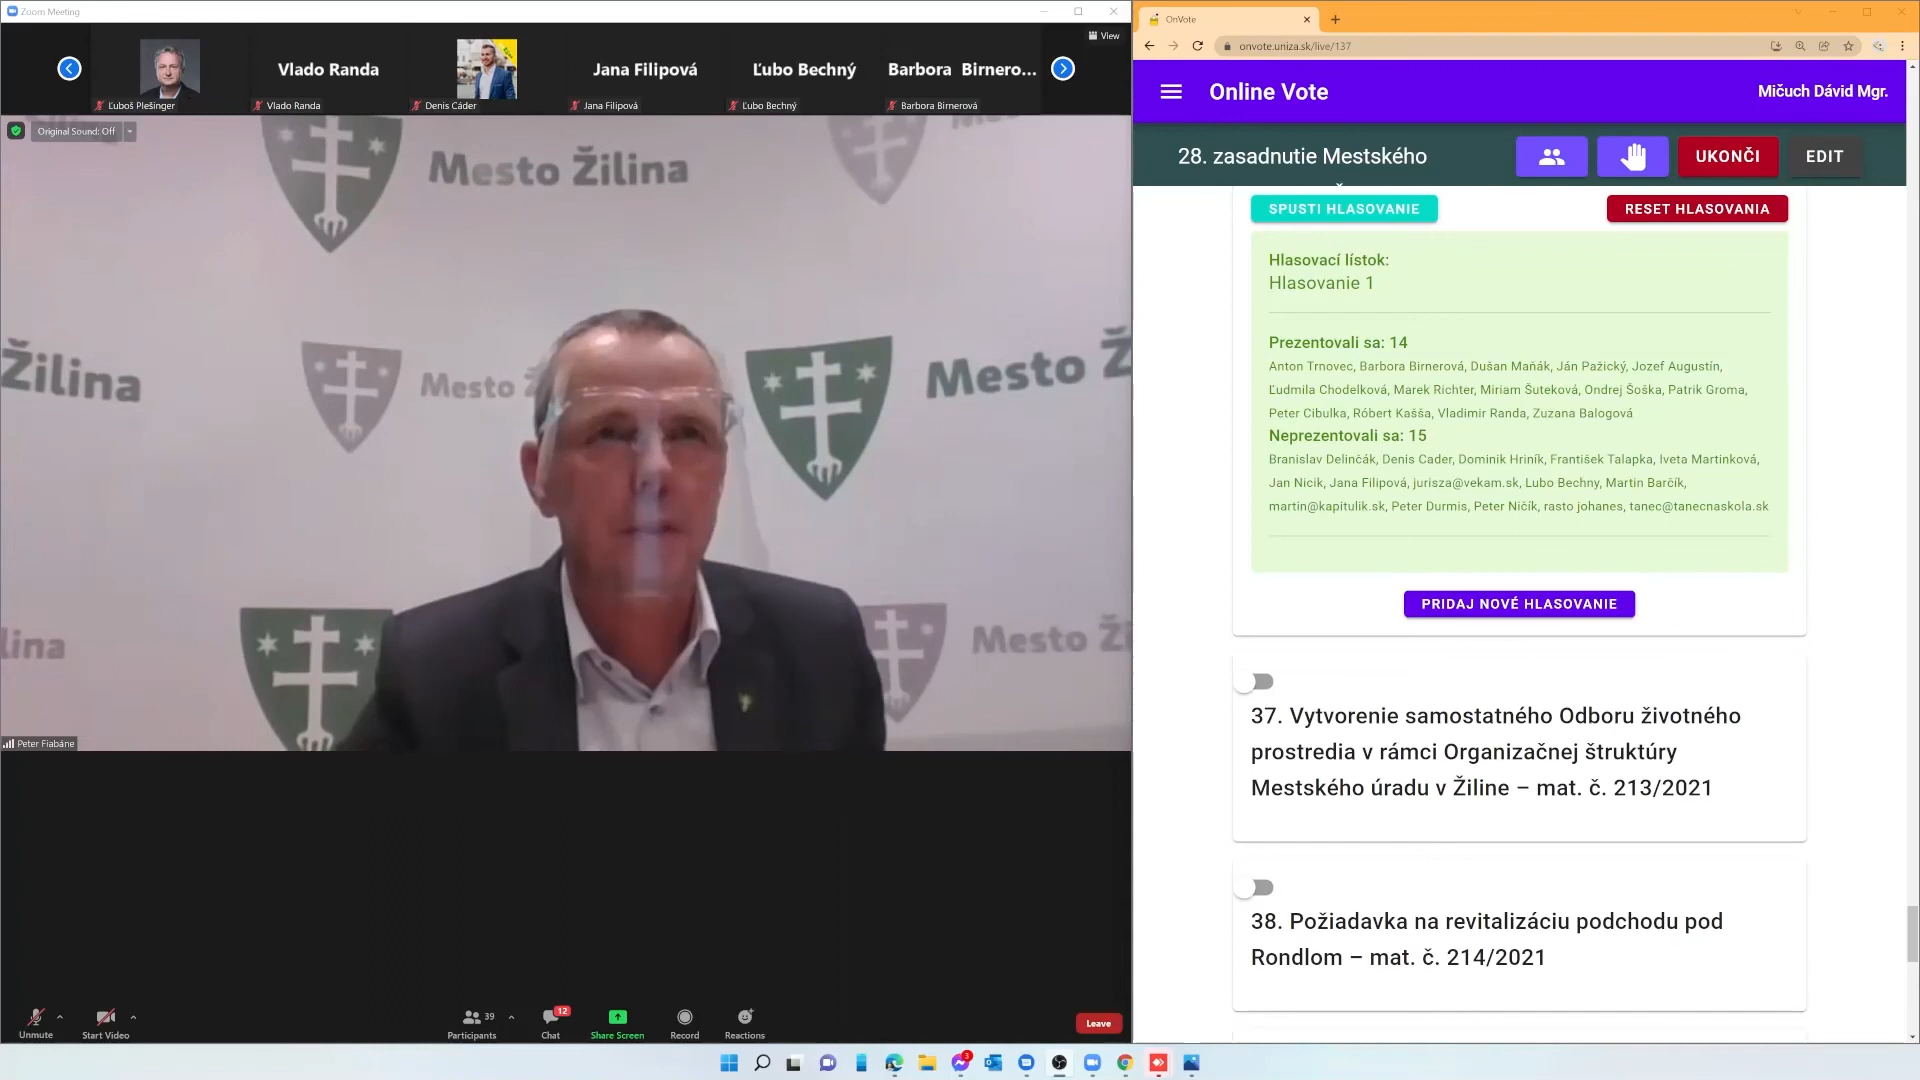 Zoom Meeting
View
Vlado Randa
Jana Filipová
Ľubo Bechný
Barbora Birnero...
Ľuboš Plešinger
Vlado Randa
Denis Cáder
Jana Filipová
Ľubo Bechný
Barbora Birnerová
Original Sound: Off
Mesto Žilina
Žilina
Mesto Ž
Mesto Ž
lina
Mesto Ži
Peter Fiabáne
Unmute
Start Video
39
Participants
12
Chat
Share Screen
Record
Reactions
Leave
OnVote
onvote.uniza.sk/live/137
Online Vote
Mičuch Dávid Mgr.
28. zasadnutie Mestského
UKONČI
EDIT
SPUSTI HLASOVANIE
RESET HLASOVANIA
Hlasovací lístok:
Hlasovanie 1
Prezentovali sa: 14
Anton Trnovec, Barbora Birnerová, Dušan Maňák, Ján Pažický, Jozef Augustín,
Ľudmila Chodelková, Marek Richter, Miriam Šuteková, Ondrej Šoška, Patrik Groma,
Peter Cibulka, Róbert Kašša, Vladimir Randa, Zuzana Balogová
Neprezentovali sa: 15
Branislav Delinčák, Denis Cader, Dominik Hriník, František Talapka, Iveta Martinková,
Jan Nicik, Jana Filipová, jurisza@vekam.sk, Lubo Bechny, Martin Barčík,
martin@kapitulik.sk, Peter Durmis, Peter Ničík, rasto johanes, tanec@tanecnaskola.sk
PRIDAJ NOVÉ HLASOVANIE
37. Vytvorenie samostatného Odboru životného
prostredia v rámci Organizačnej štruktúry
Mestského úradu v Žiline – mat. č. 213/2021
38. Požiadavka na revitalizáciu podchodu pod
Rondlom – mat. č. 214/2021
3